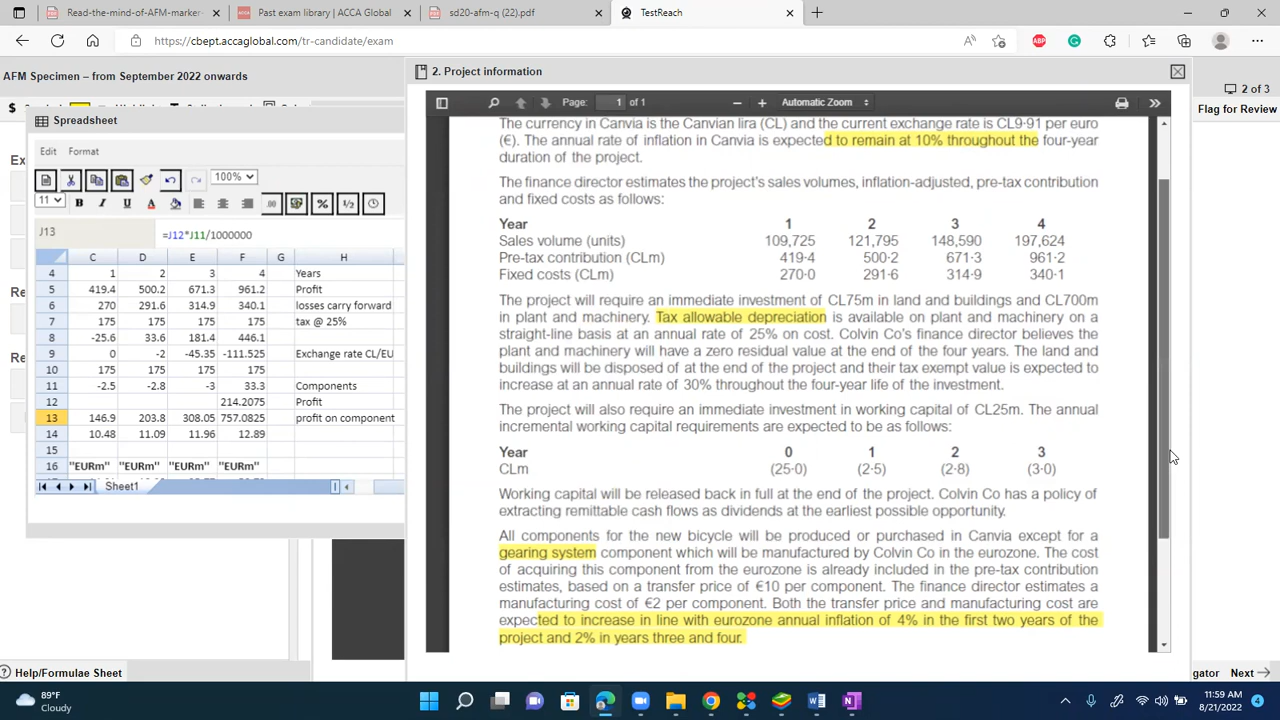 Read-the-mind-of-AFM-marker-
Past exam library | ACCA Global
sd20-afm-q (22).pdf
TestReach
https://cbept.accaglobal.com/tr-candidate/exam
AFM Specimen – from September 2022 onwards
2. Project information
2 of 3
Flag for Review
Spreadsheet
Page: 1 of 1
Automatic Zoom
Edit Format
100%
11
B I U A
J13 =J12*J11/1000000
C D E F G H
4 1 2 3 4 Years
5 419.4 500.2 671.3 961.2 Profit
6 270 291.6 314.9 340.1 losses carry forward
7 175 175 175 175 tax @ 25%
8 -25.6 33.6 181.4 446.1
9 0 -2 -45.35 -111.525 Exchange rate CL/EU
10 175 175 175 175
11 -2.5 -2.8 -3 33.3 Components
12 214.2075 Profit
13 146.9 203.8 308.05 757.0825 profit on component
14 10.48 11.09 11.96 12.89
15
16 "EURm" "EURm" "EURm" "EURm"
Sheet1
The currency in Canvia is the Canvian lira (CL) and the current exchange rate is CL9·91 per euro
(€). The annual rate of inflation in Canvia is expected to remain at 10% throughout the four-year
duration of the project.
The finance director estimates the project's sales volumes, inflation-adjusted, pre-tax contribution
and fixed costs as follows:
Year 1 2 3 4
Sales volume (units) 109,725 121,795 148,590 197,624
Pre-tax contribution (CLm) 419·4 500·2 671·3 961·2
Fixed costs (CLm) 270·0 291·6 314·9 340·1
The project will require an immediate investment of CL75m in land and buildings and CL700m
in plant and machinery. Tax allowable depreciation is available on plant and machinery on a
straight-line basis at an annual rate of 25% on cost. Colvin Co's finance director believes the
plant and machinery will have a zero residual value at the end of the four years. The land and
buildings will be disposed of at the end of the project and their tax exempt value is expected to
increase at an annual rate of 30% throughout the four-year life of the investment.
The project will also require an immediate investment in working capital of CL25m. The annual
incremental working capital requirements are expected to be as follows:
Year 0 1 2 3
CLm (25·0) (2·5) (2·8) (3·0)
Working capital will be released back in full at the end of the project. Colvin Co has a policy of
extracting remittable cash flows as dividends at the earliest possible opportunity.
All components for the new bicycle will be produced or purchased in Canvia except for a
gearing system component which will be manufactured by Colvin Co in the eurozone. The cost
of acquiring this component from the eurozone is already included in the pre-tax contribution
estimates, based on a transfer price of €10 per component. The finance director estimates a
manufacturing cost of €2 per component. Both the transfer price and manufacturing cost are
expected to increase in line with eurozone annual inflation of 4% in the first two years of the
project and 2% in years three and four.
Help/Formulae Sheet
gator Next
89°F
Cloudy
11:59 AM
8/21/2022